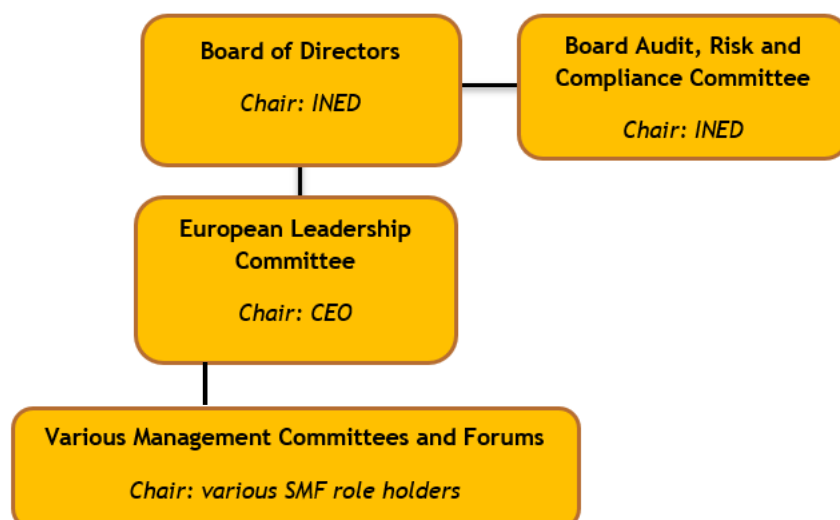 Board of Directors
Chair: INED
Board Audit, Risk and
Compliance Committee
Chair: INED
European Leadership
Committee
Chair: CEO
Various Management Committees and Forums
Chair: various SMF role holders